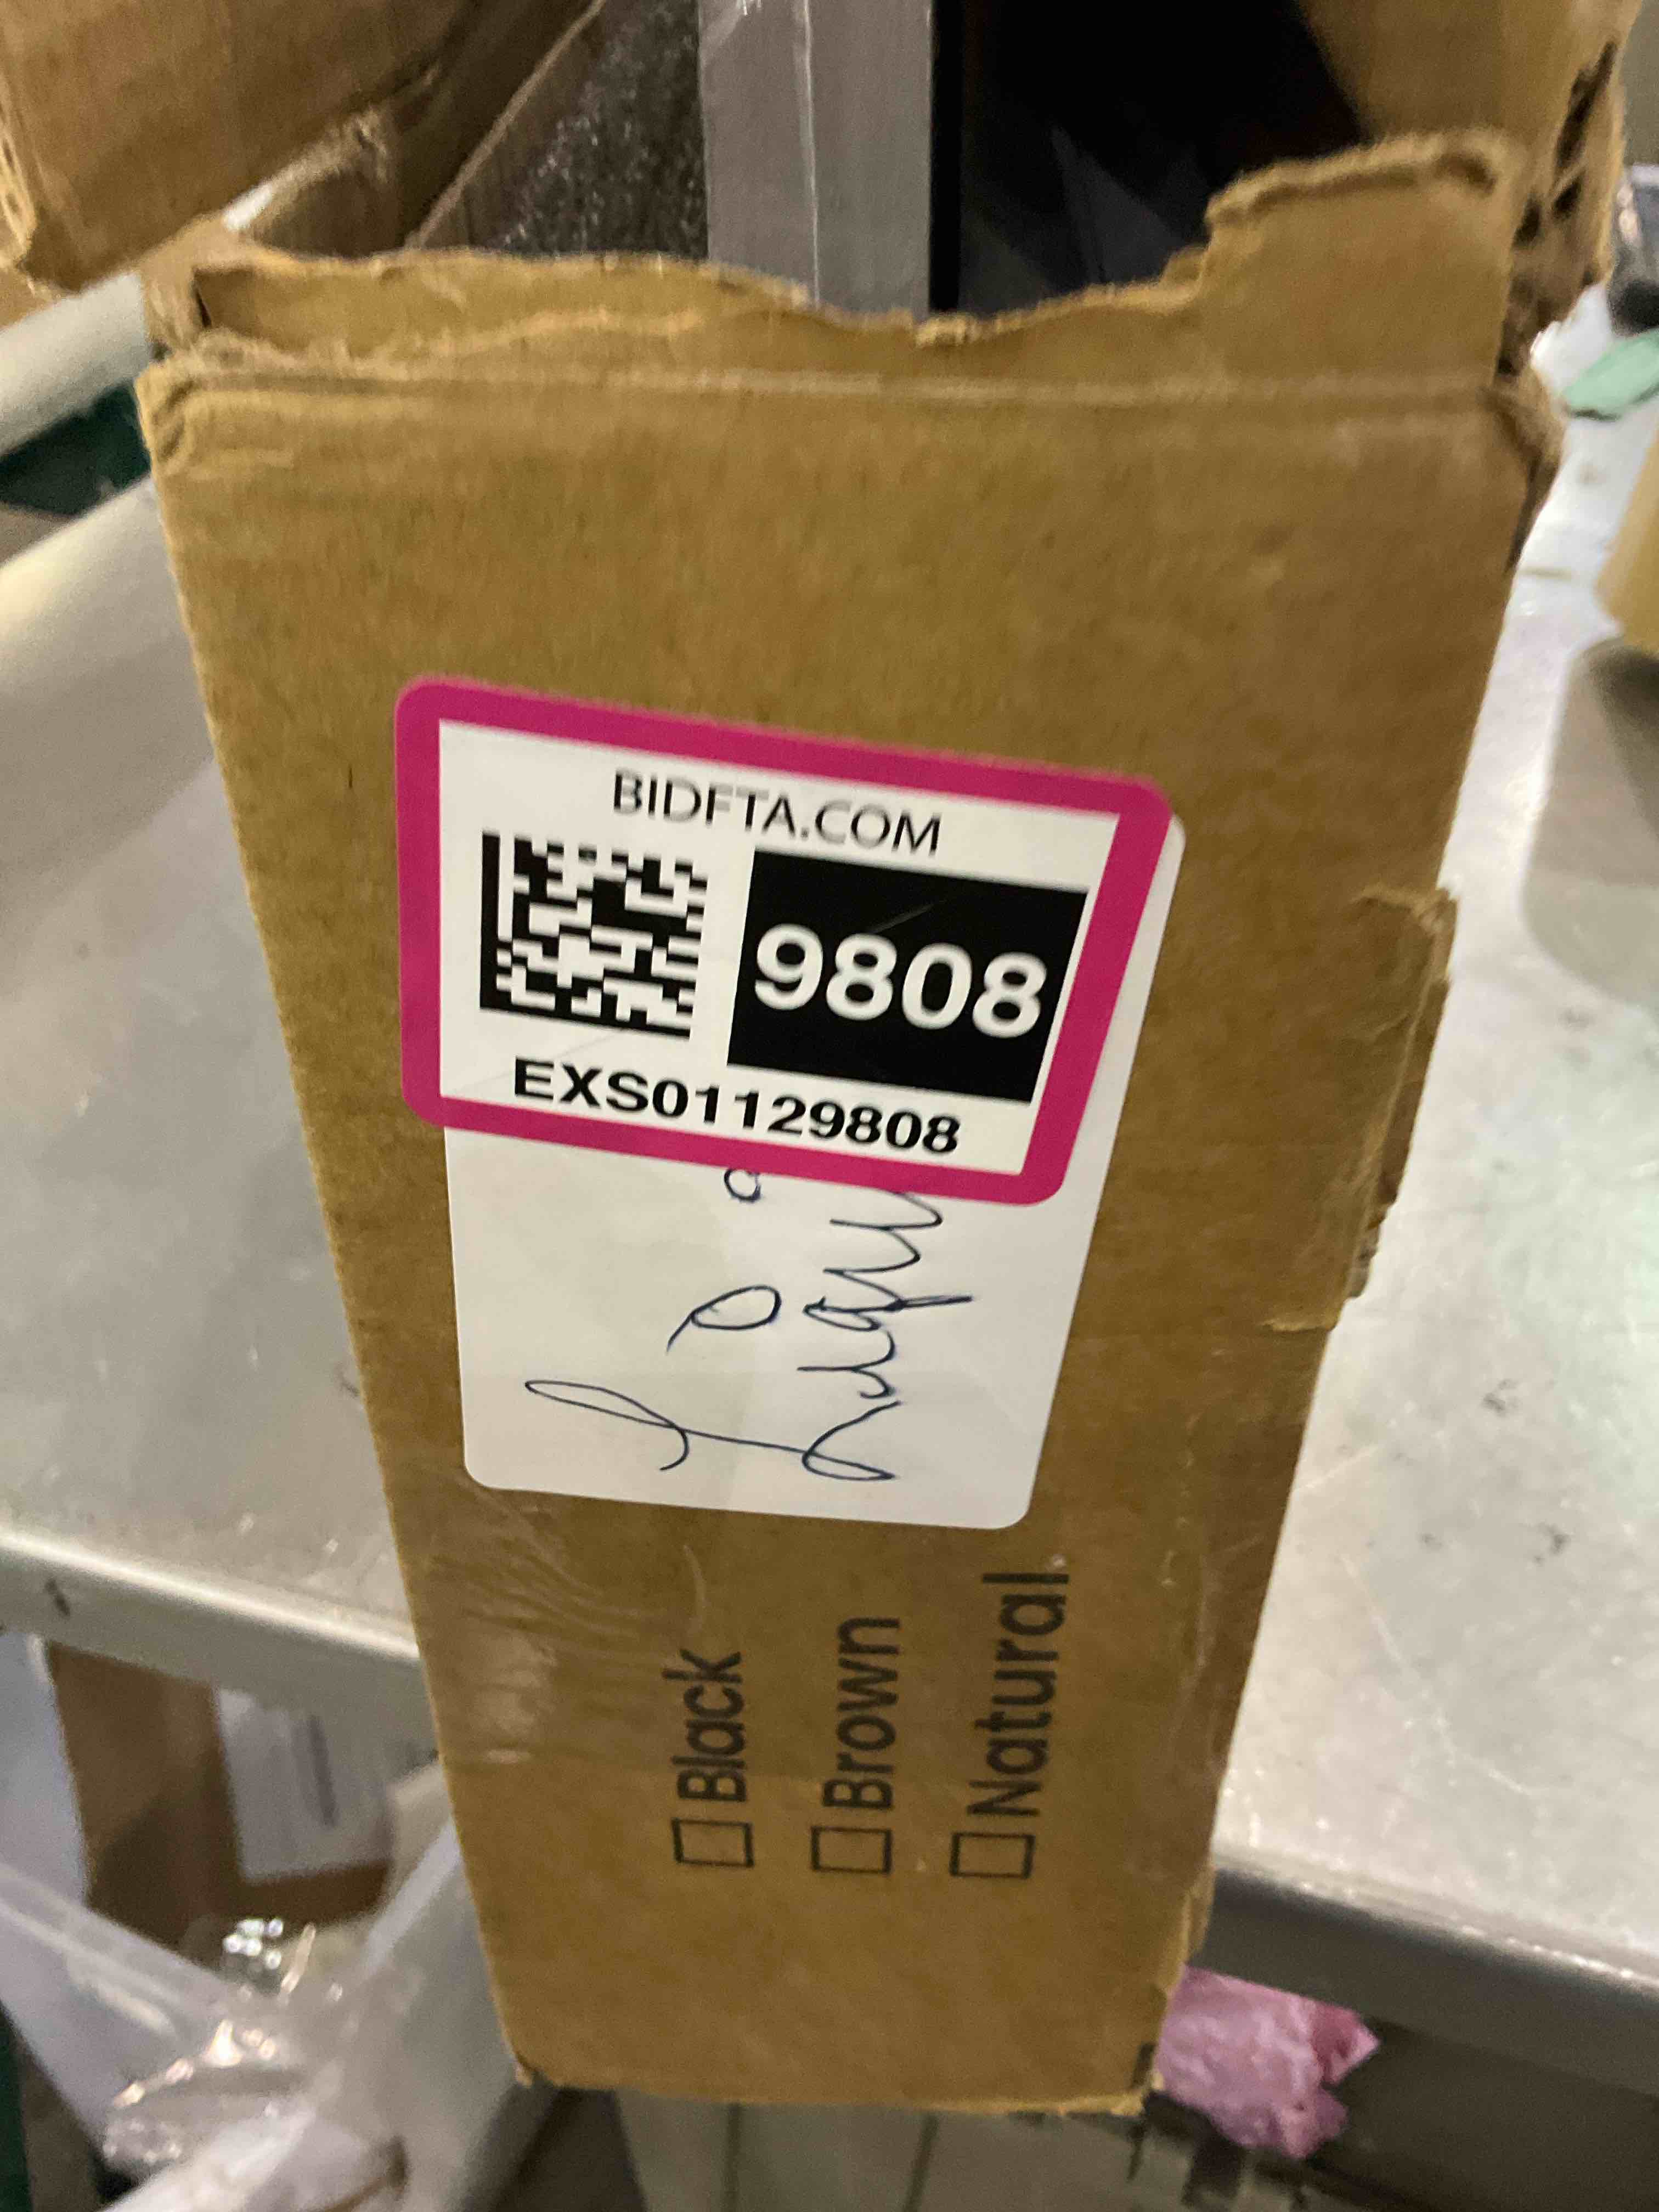 BIDFTA.COM
9808
EXS01129808
Black
Brown
Natural